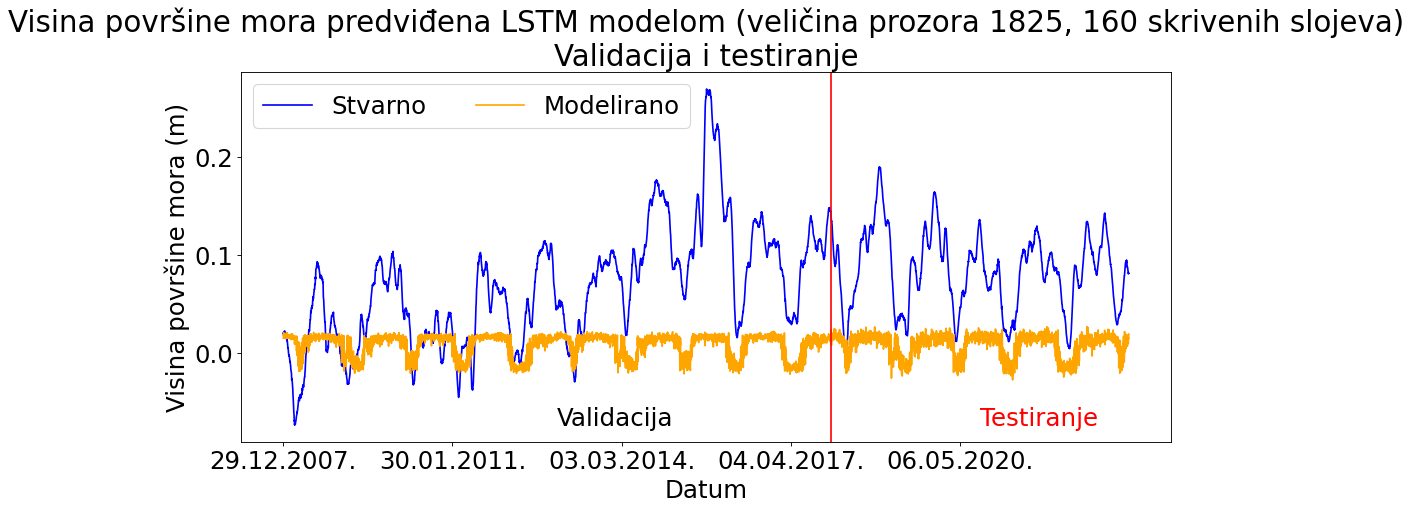 Visina površine mora predviđena LSTM modelom (veličina prozora 1825, 160 skrivenih slojeva)
Validacija i testiranje
Stvarno
Modelirano
Visina površine mora (m)
0.2
0.1
0.0
Validacija
Testiranje
29.12.2007.
30.01.2011.
03.03.2014.
04.04.2017.
06.05.2020.
Datum